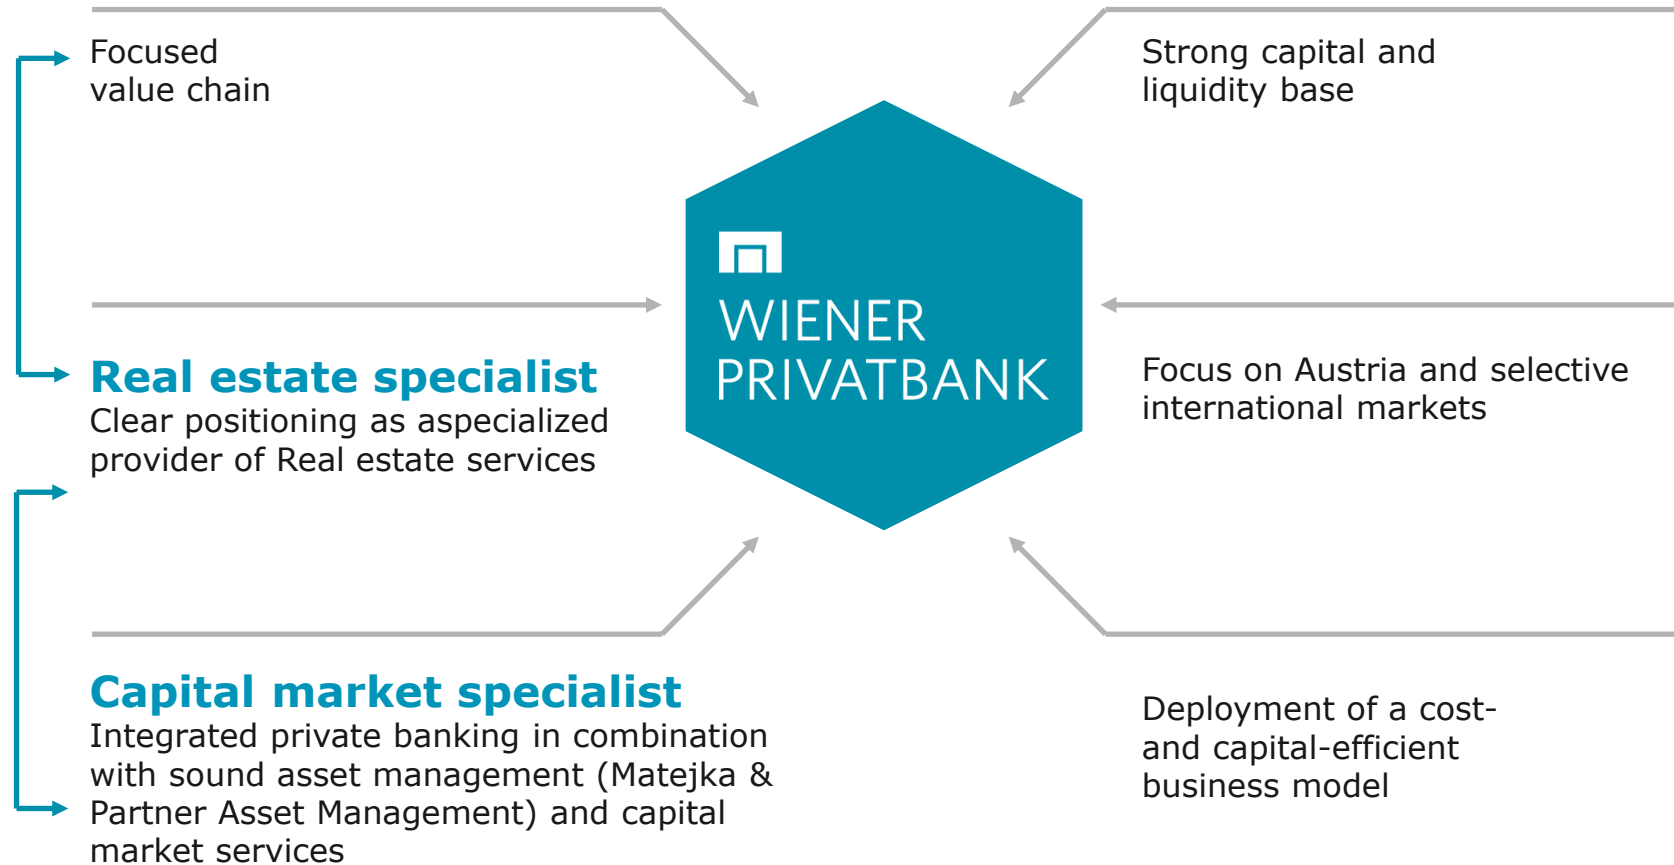 Focused
value chain
Strong capital and
liquidity base
WIENER
PRIVATBANK
Real estate specialist
Clear positioning as aspecialized
provider of Real estate services
Focus on Austria and selective
international markets
Capital market specialist
Integrated private banking in combination
with sound asset management (Matejka &
Partner Asset Management) and capital
market services
Deployment of a cost-
and capital-efficient
business model